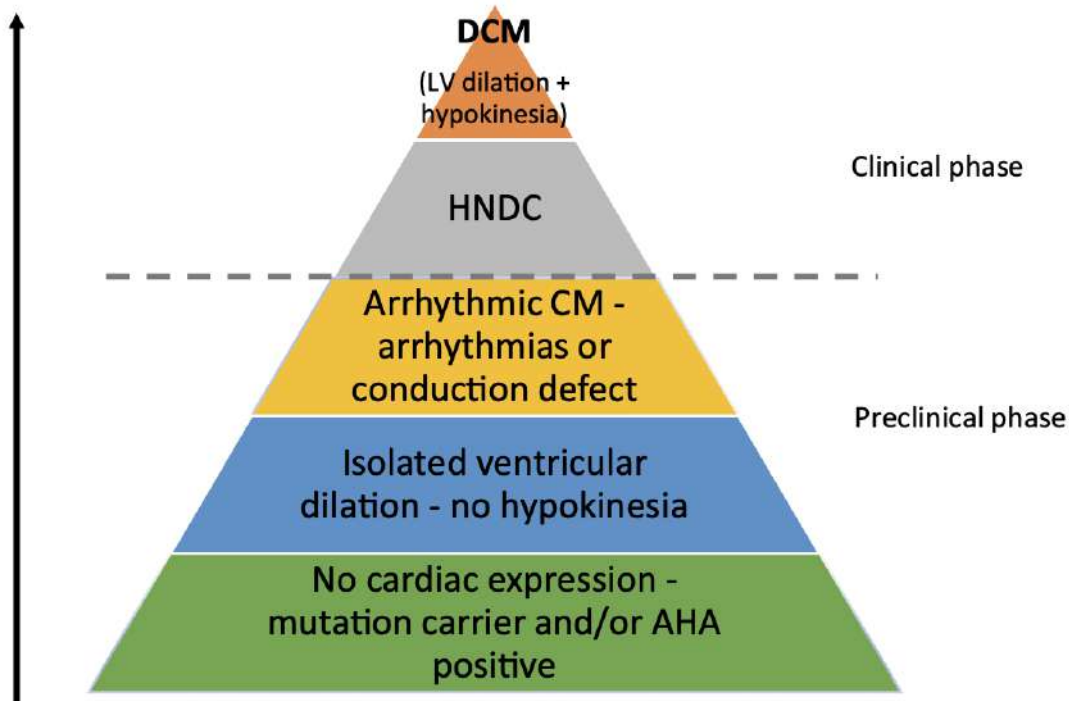 DCM
(LV dilation +
hypokinesia)
Clinical phase
HNDC
Arrhythmic CM -
arrhythmias or
conduction defect
Preclinical phase
Isolated ventricular
dilation - no hypokinesia
No cardiac expression -
mutation carrier and/or AHA
positive